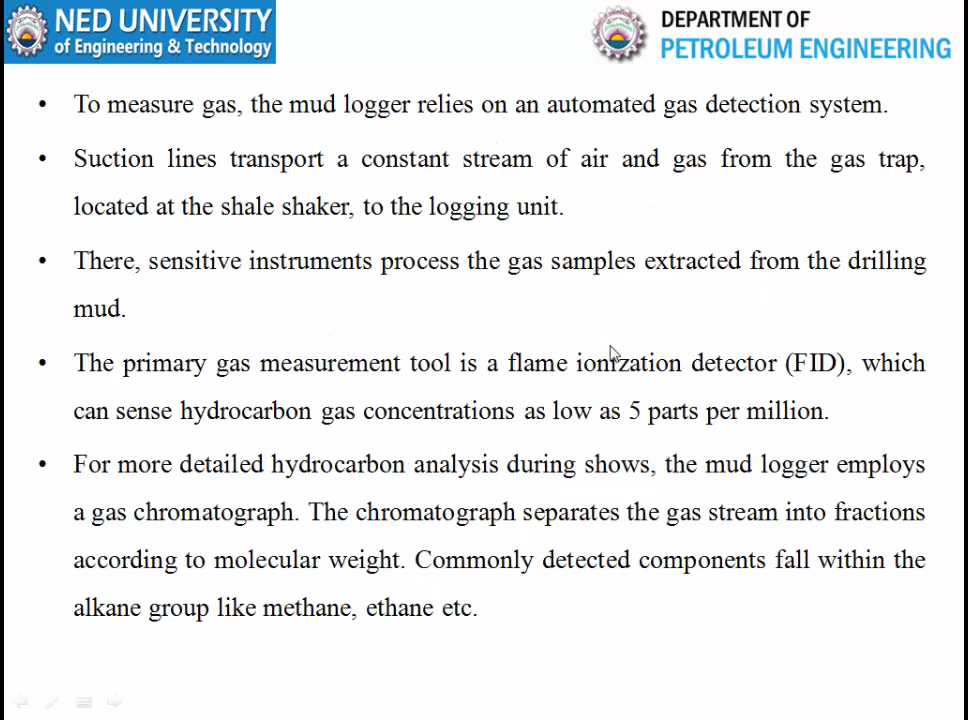 NED UNIVERSITY
of Engineering & Technology
DEPARTMENT OF
PETROLEUM ENGINEERING
• To measure gas, the mud logger relies on an automated gas detection system.
• Suction lines transport a constant stream of air and gas from the gas trap,
located at the shale shaker, to the logging unit.
• There, sensitive instruments process the gas samples extracted from the drilling
mud.
• The primary gas measurement tool is a flame ionization detector (FID), which
can sense hydrocarbon gas concentrations as low as 5 parts per million.
• For more detailed hydrocarbon analysis during shows, the mud logger employs
a gas chromatograph. The chromatograph separates the gas stream into fractions
according to molecular weight. Commonly detected components fall within the
alkane group like methane, ethane etc.